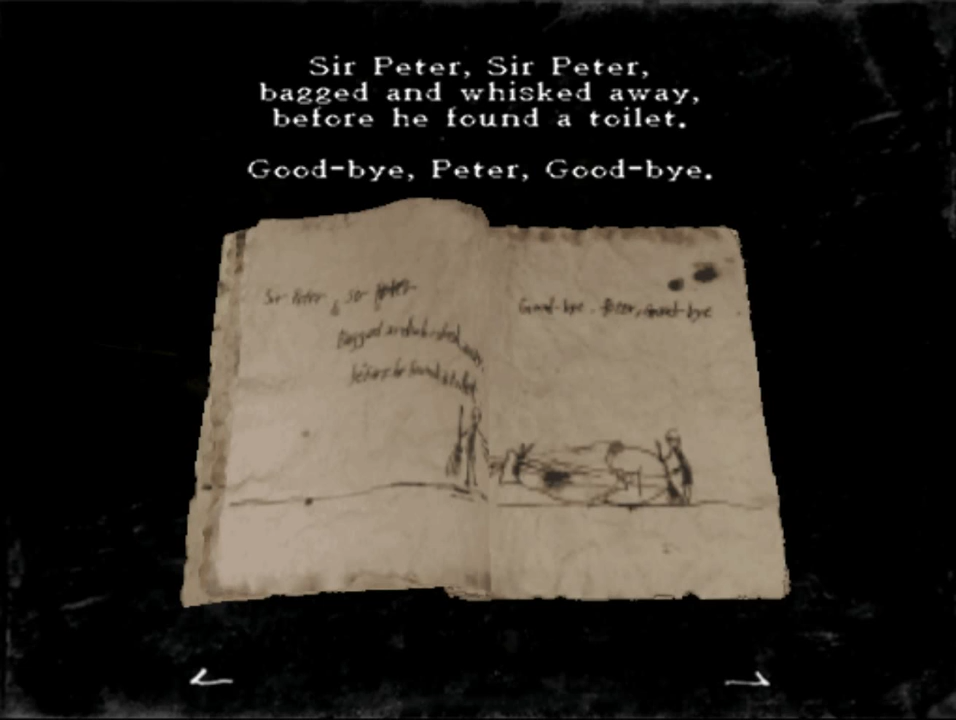 Sir Peter, Sir Peter,
bagged and whisked away,
before he found a toilet.
Good-bye, Peter, Good-bye.
Sir Peter, sir peter
Bagged and whisked away,
before he found a toilet
Good-bye, Peter, Good-bye